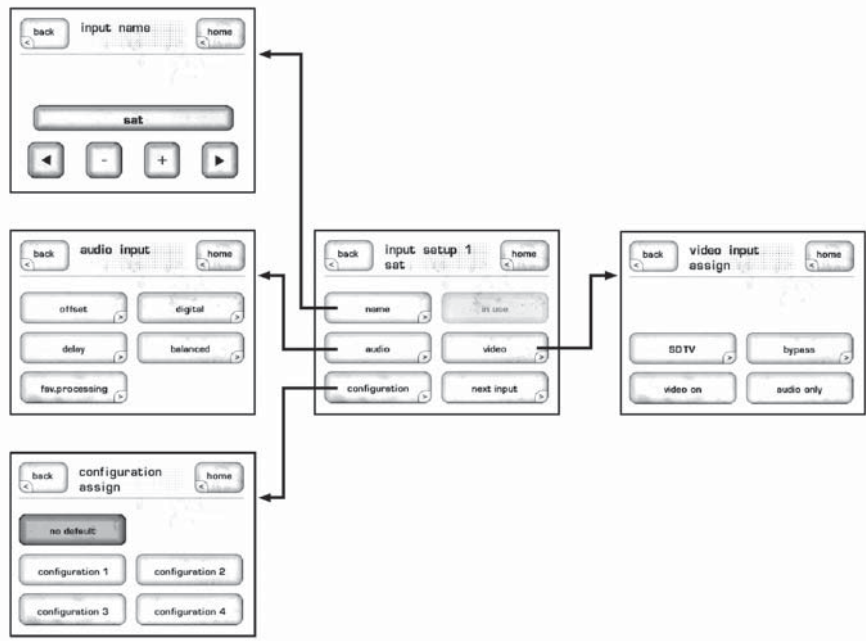 back
input name
home
sat
-
+
back
audio input
home
offset
digital
delay
balanced
fav.processing
back
input setup 1
sat
home
name
in use
audio
video
configuration
next input
back
video input
assign
home
SDTV
bypass
video on
audio only
back
configuration
assign
home
no default
configuration 1
configuration 2
configuration 3
configuration 4